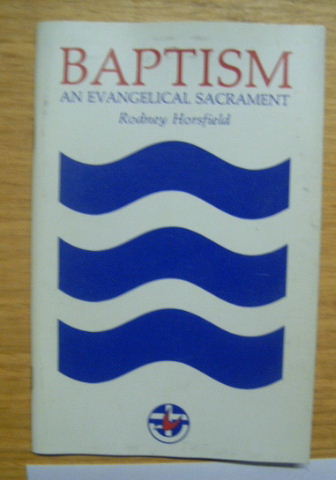 BAPTISM
AN EVANGELICAL SACRAMENT
Rodney Horsfield